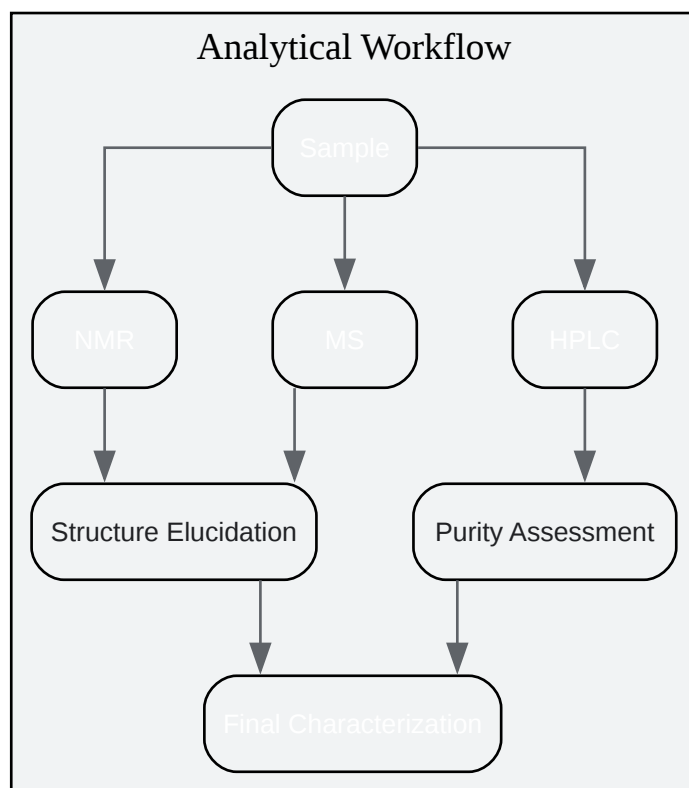 Analytical Workflow
Sample
NMR
MS
HPLC
Structure Elucidation
Purity Assessment
Final Characterization